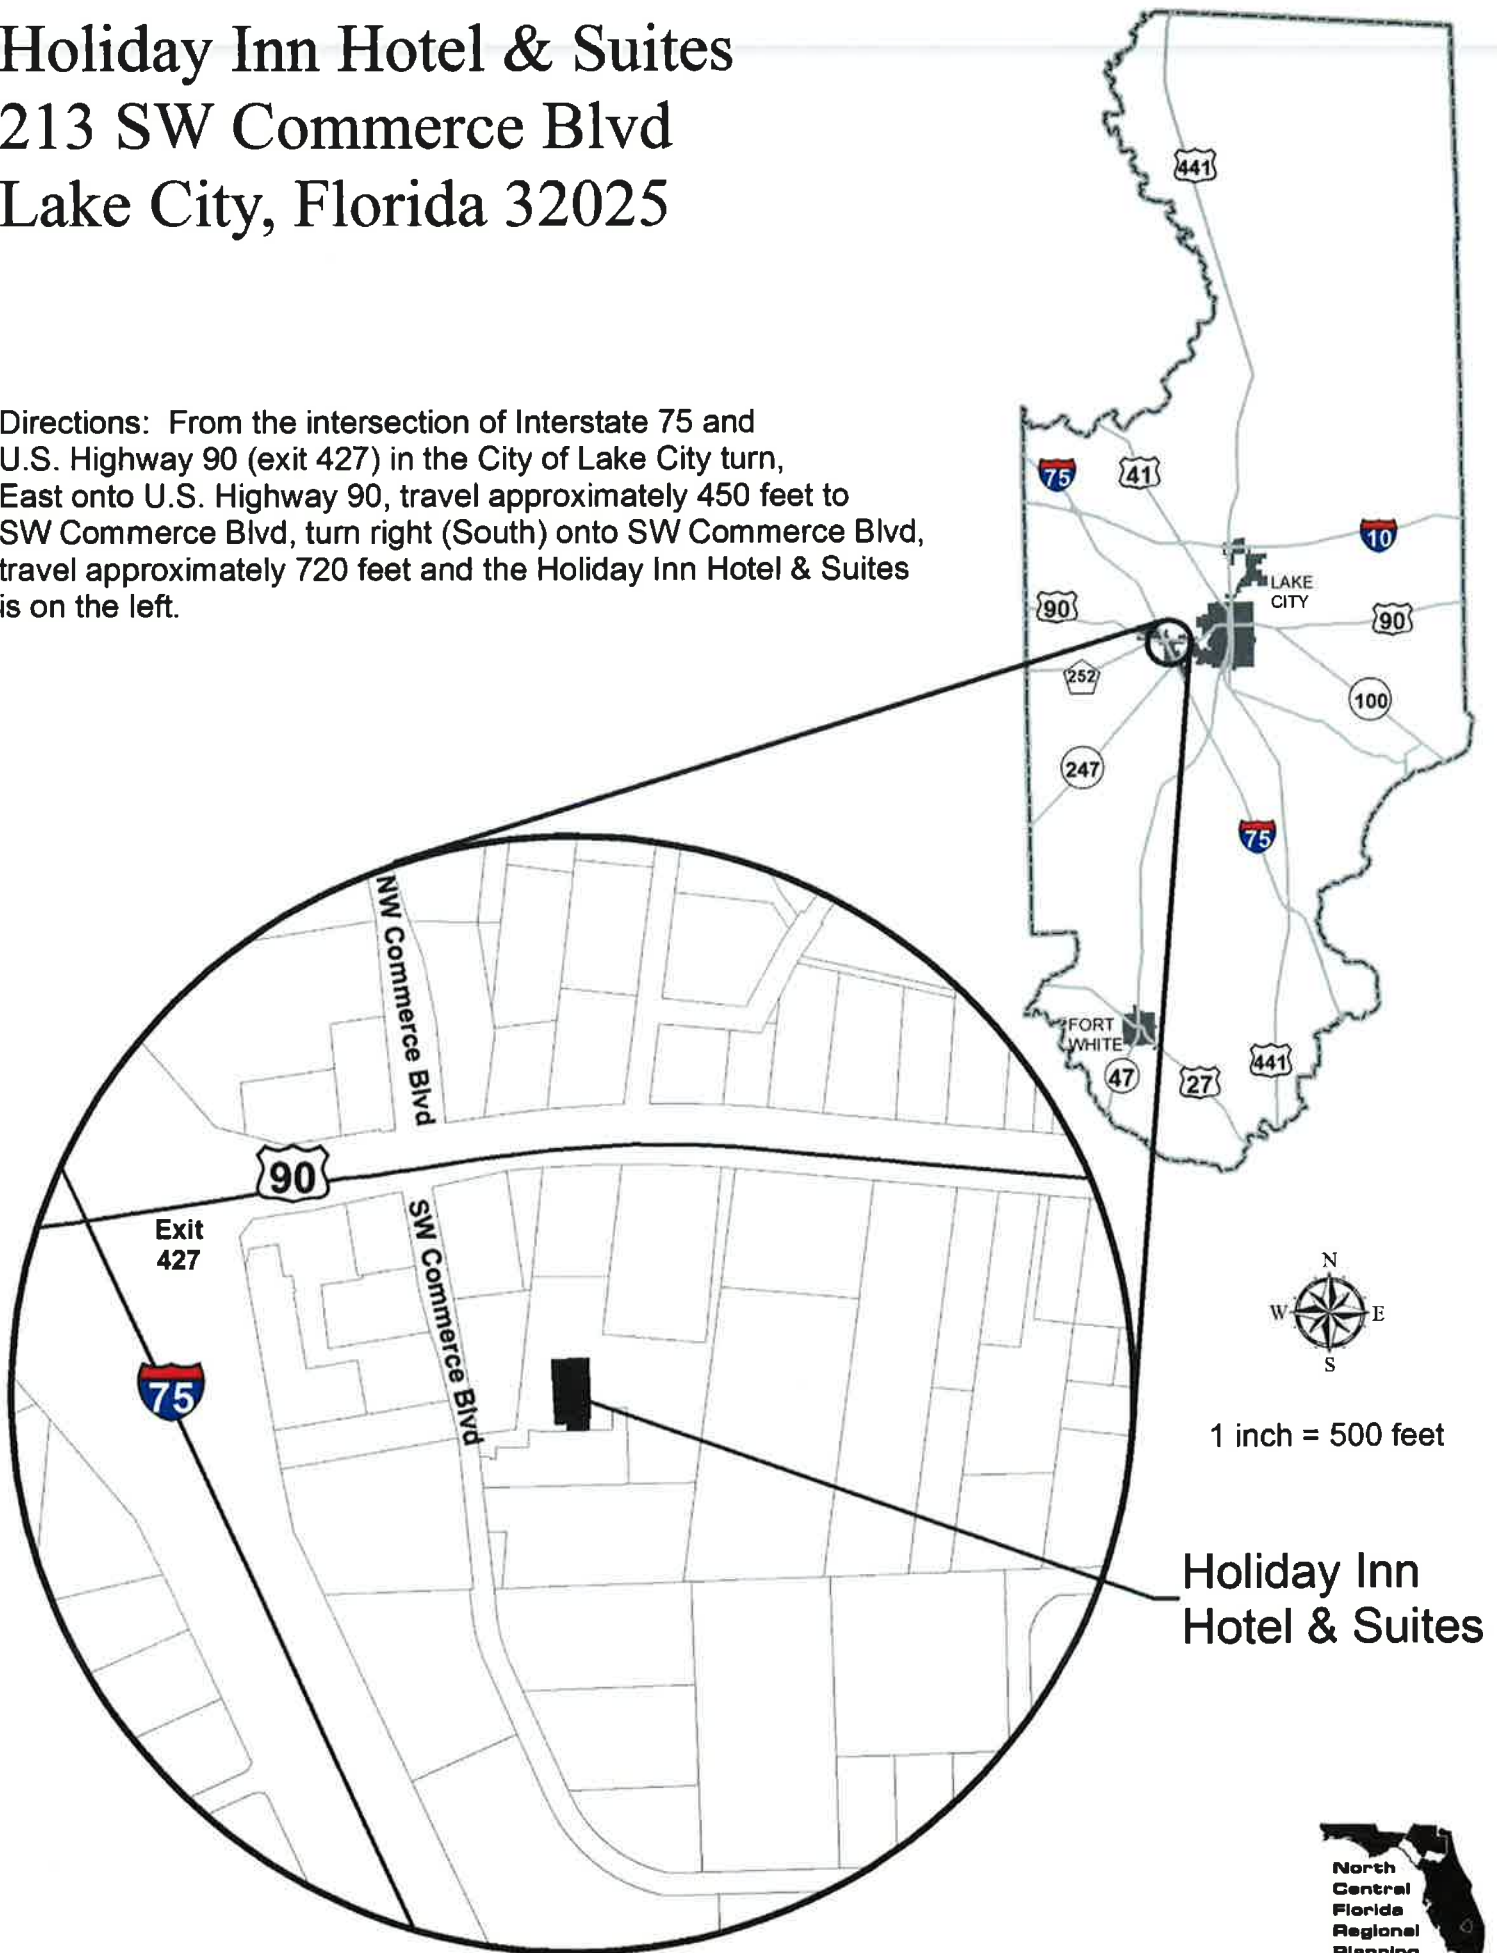 Holiday Inn Hotel & Suites
213 SW Commerce Blvd
Lake City, Florida 32025
Directions: From the intersection of Interstate 75 and
U.S. Highway 90 (exit 427) in the City of Lake City turn,
East onto U.S. Highway 90, travel approximately 450 feet to
SW Commerce Blvd, turn right (South) onto SW Commerce Blvd,
travel approximately 720 feet and the Holiday Inn Hotel & Suites
is on the left.
441
75
41
10
LAKE
CITY
90
90
252
100
247
75
FORT
WHITE
47
27
441
NW Commerce Blvd
90
Exit
427
SW Commerce Blvd
75
N
W
E
S
1 inch = 500 feet
Holiday Inn
Hotel & Suites
North
Central
Florida
Regional
Planning